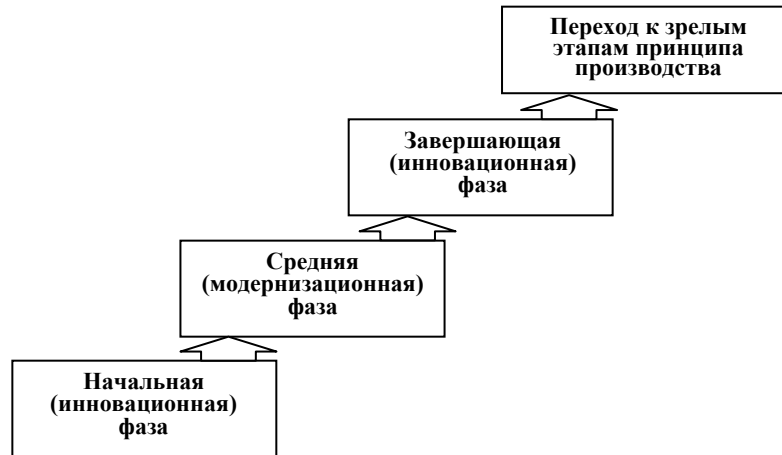 Переход к зрелым
этапам принципа
производства
Завершающая
(инновационная)
фаза
Средняя
(модернизационная)
фаза
Начальная
(инновационная)
фаза